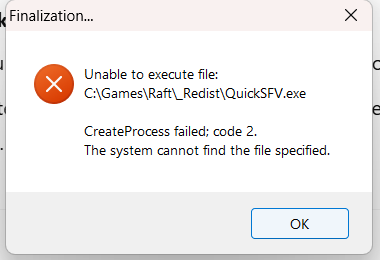 Finalization...
Unable to execute file:
C:\Games\Raft\_Redist\QuickSFV.exe
CreateProcess failed; code 2.
The system cannot find the file specified.
OK